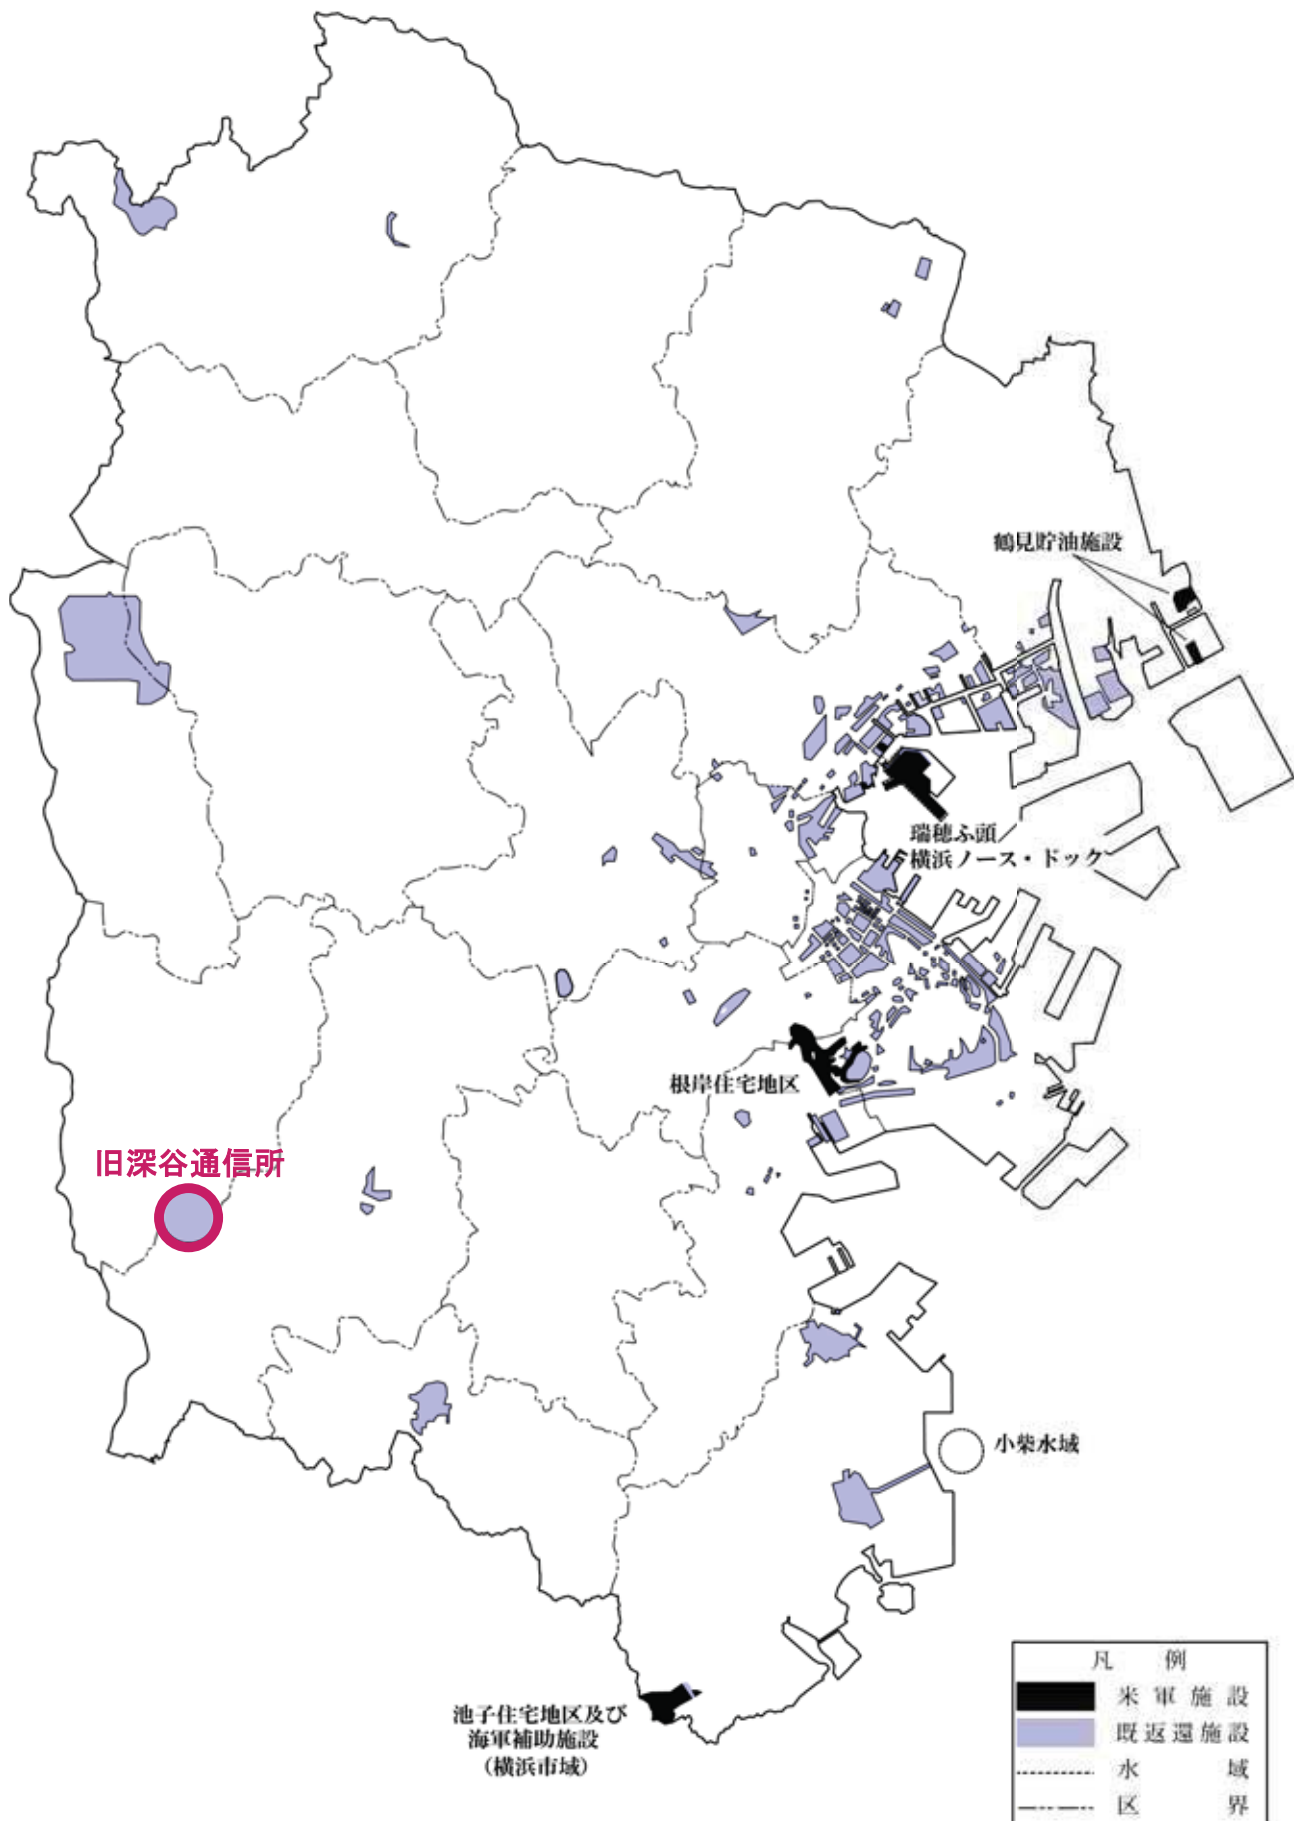 鶴見貯油施設
瑞穂ふ頭
横浜ノース・ドック
根岸住宅地区
旧深谷通信所
小柴水域
池子住宅地区及び
海軍補助施設
(横浜市域)
凡 例
米軍施設
既返還施設
水域
区界